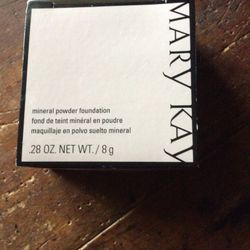 MARY KAY
mineral powder foundation
fond de teint minéral en poudre
maquillaje en polvo suelto mineral
.28 OZ. NET WT./8 g